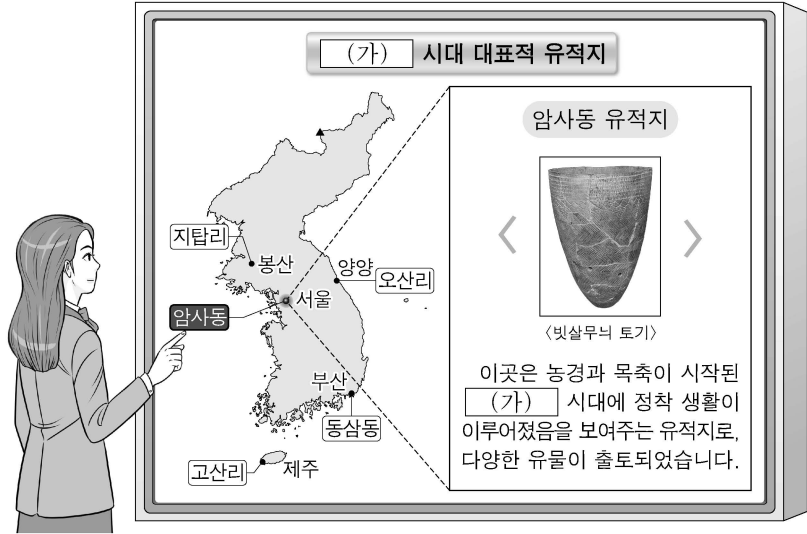 (가) 시대 대표적 유적지
암사동 유적지
지탑리
봉산
양양
오산리
서울
암사동
부산
동삼동
고산리
제주
〈빗살무늬 토기〉
이곳은 농경과 목축이 시작된
(가) 시대에 정착 생활이
이루어졌음을 보여주는 유적지로,
다양한 유물이 출토되었습니다.